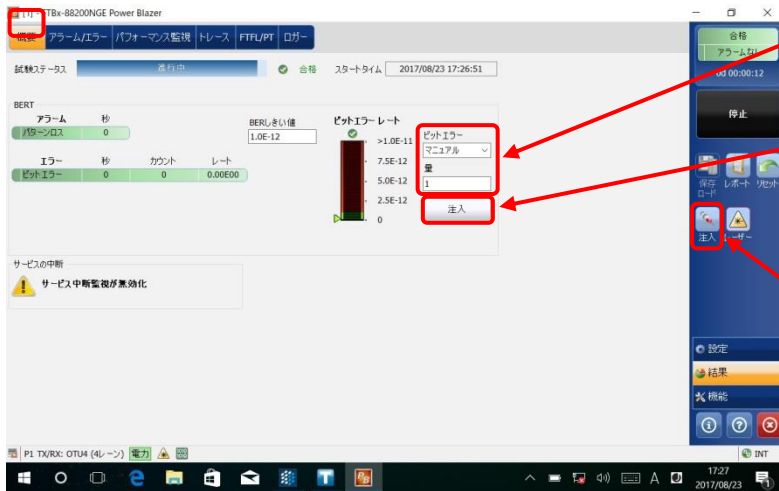 [1] - FTBx-88200NGE Power Blazer
概要 アラーム/エラー パフォーマンス監視 トレース FTFL/PT ロガー
試験ステータス 進行中 合格 スタートタイム 2017/08/23 17:26:51
BERT
アラーム 秒
パターンロス 0
エラー 秒 カウント レート
ビットエラー 0 0 0.00E00
BERしきい値
1.0E-12
ビットエラー レート
>1.0E-11
7.5E-12
5.0E-12
2.5E-12
0
ビットエラー
マニュアル
量
1
注入
サービスの中断
サービス中断監視が無効化
合格
アラームなし
0d 00:00:12
停止
保存 レポート リセット
ロード
注入 レーザー
設定
結果
機能
P1 TX/RX: OTU4 (4レーン) 電力
INT
A
17:27
2017/08/23